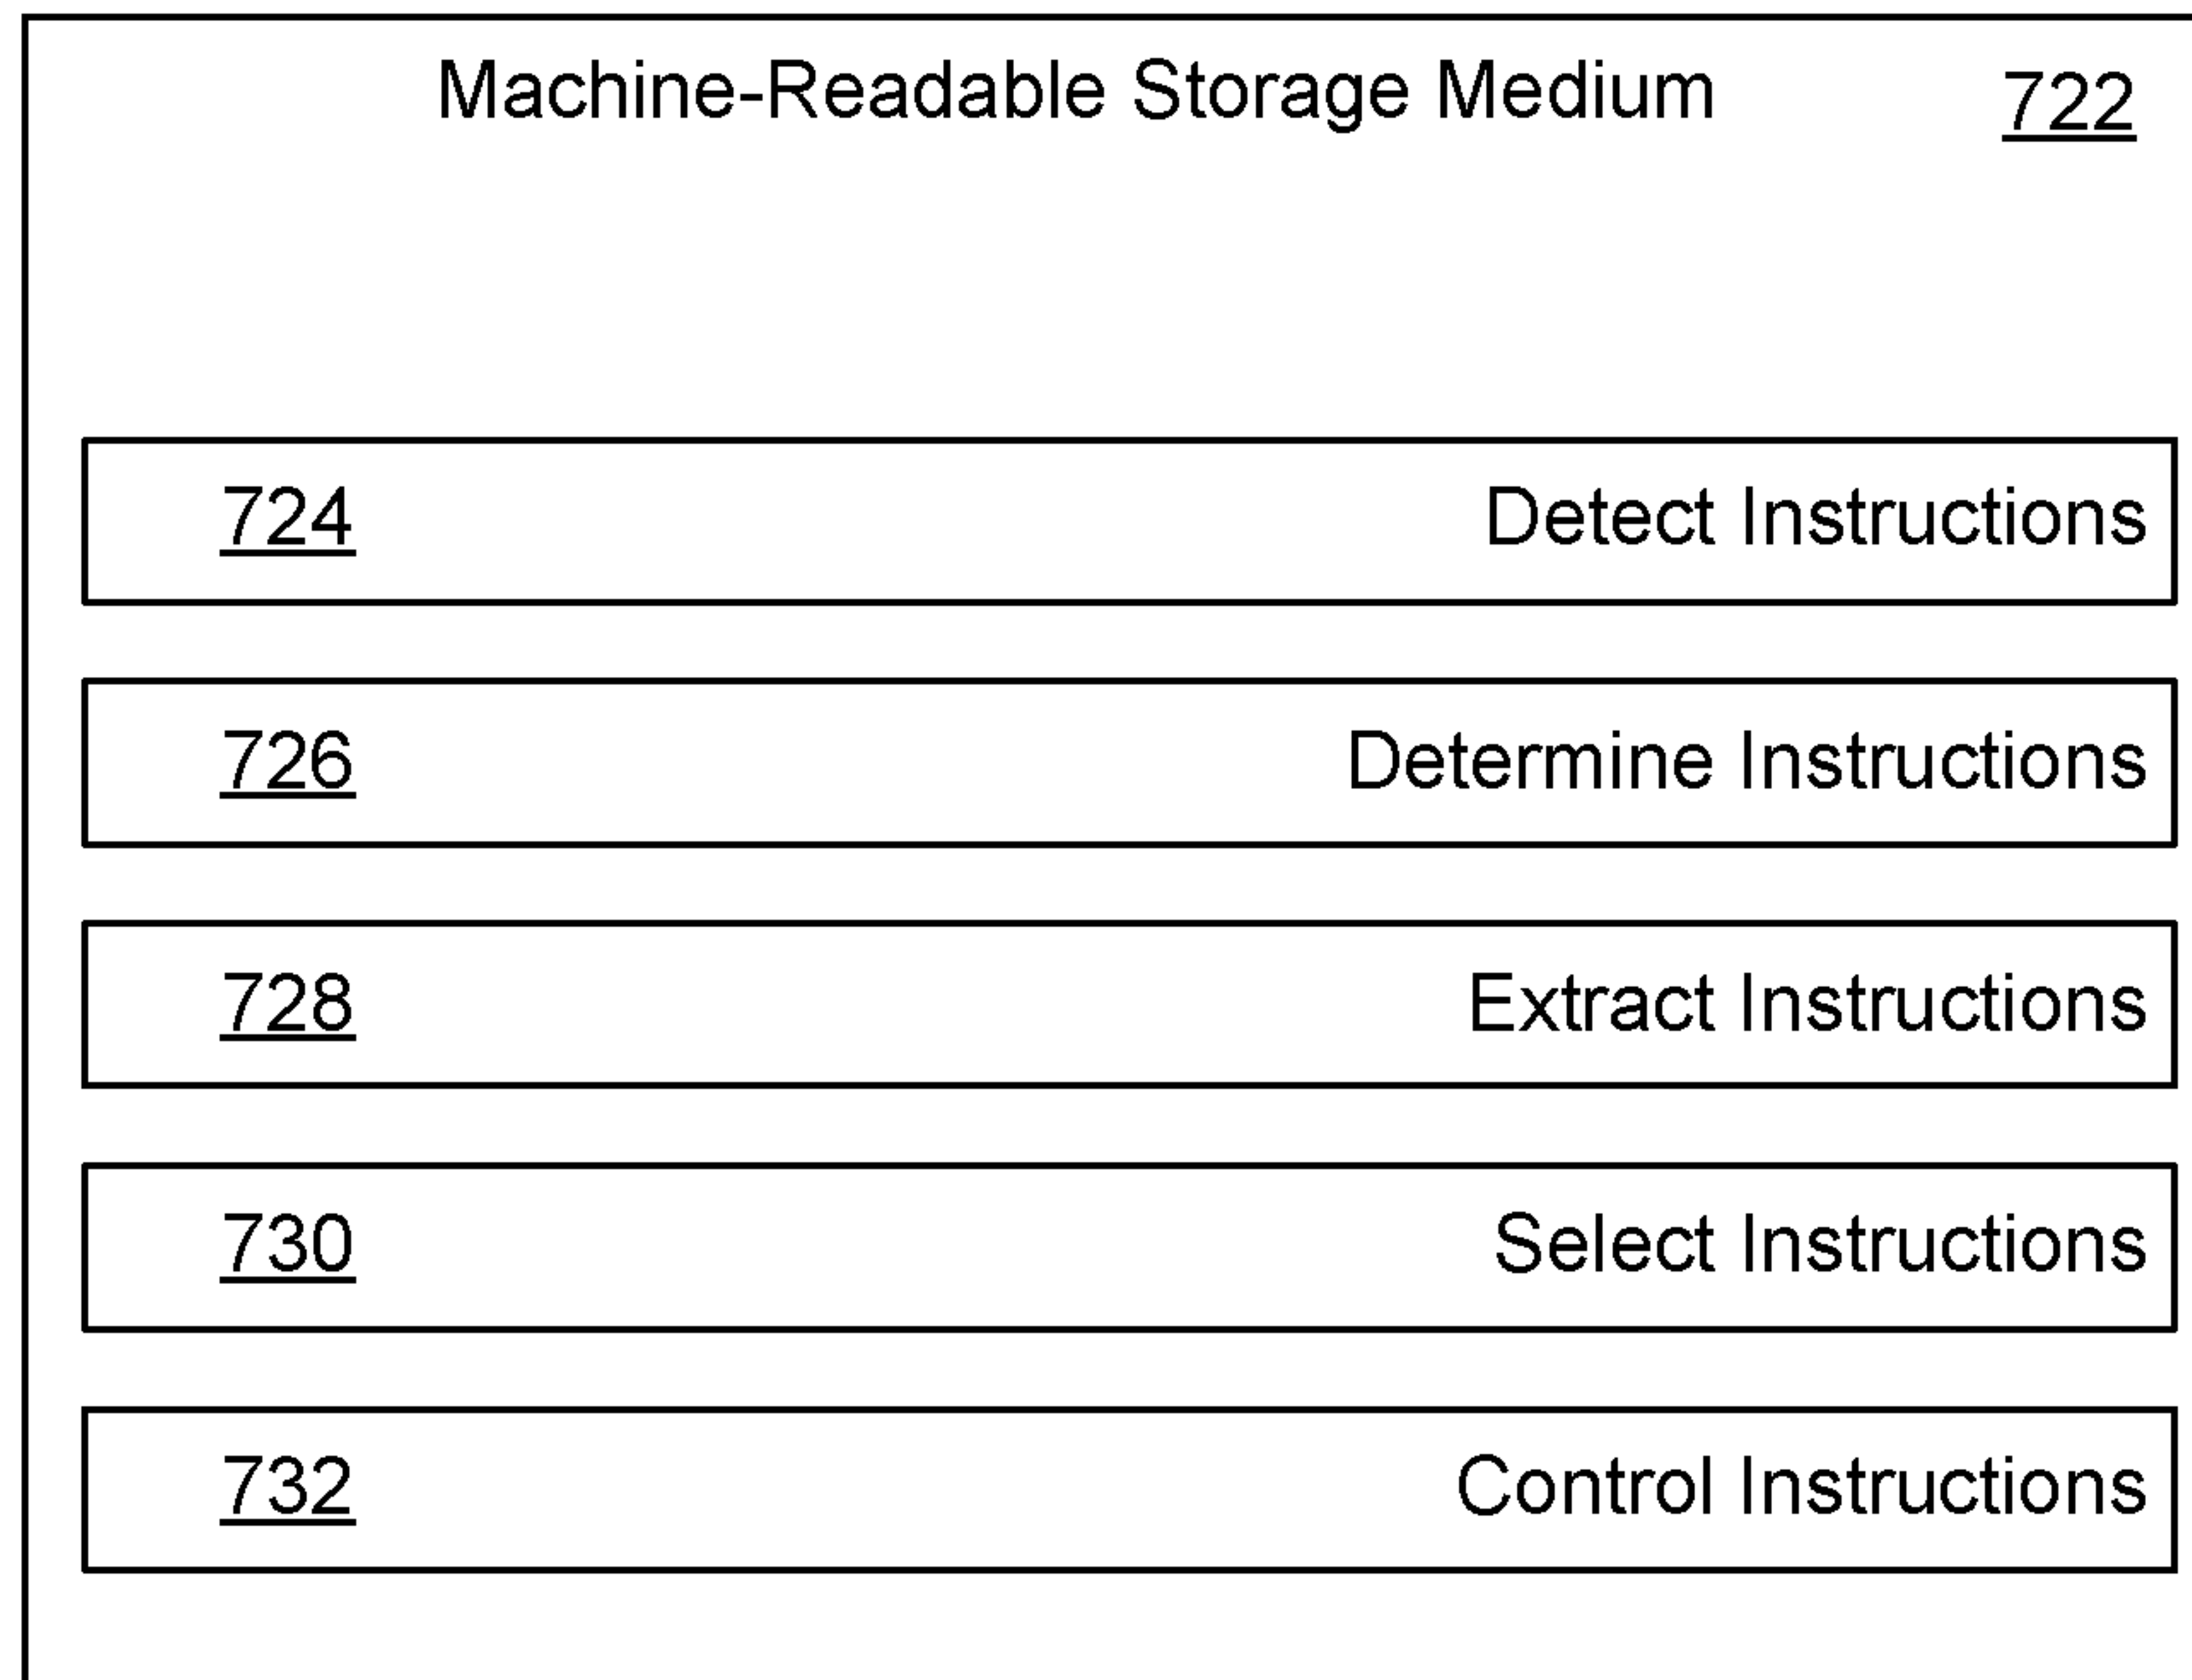 Machine-Readable Storage Medium 722
724 Detect Instructions
726 Determine Instructions
728 Extract Instructions
730 Select Instructions
732 Control Instructions